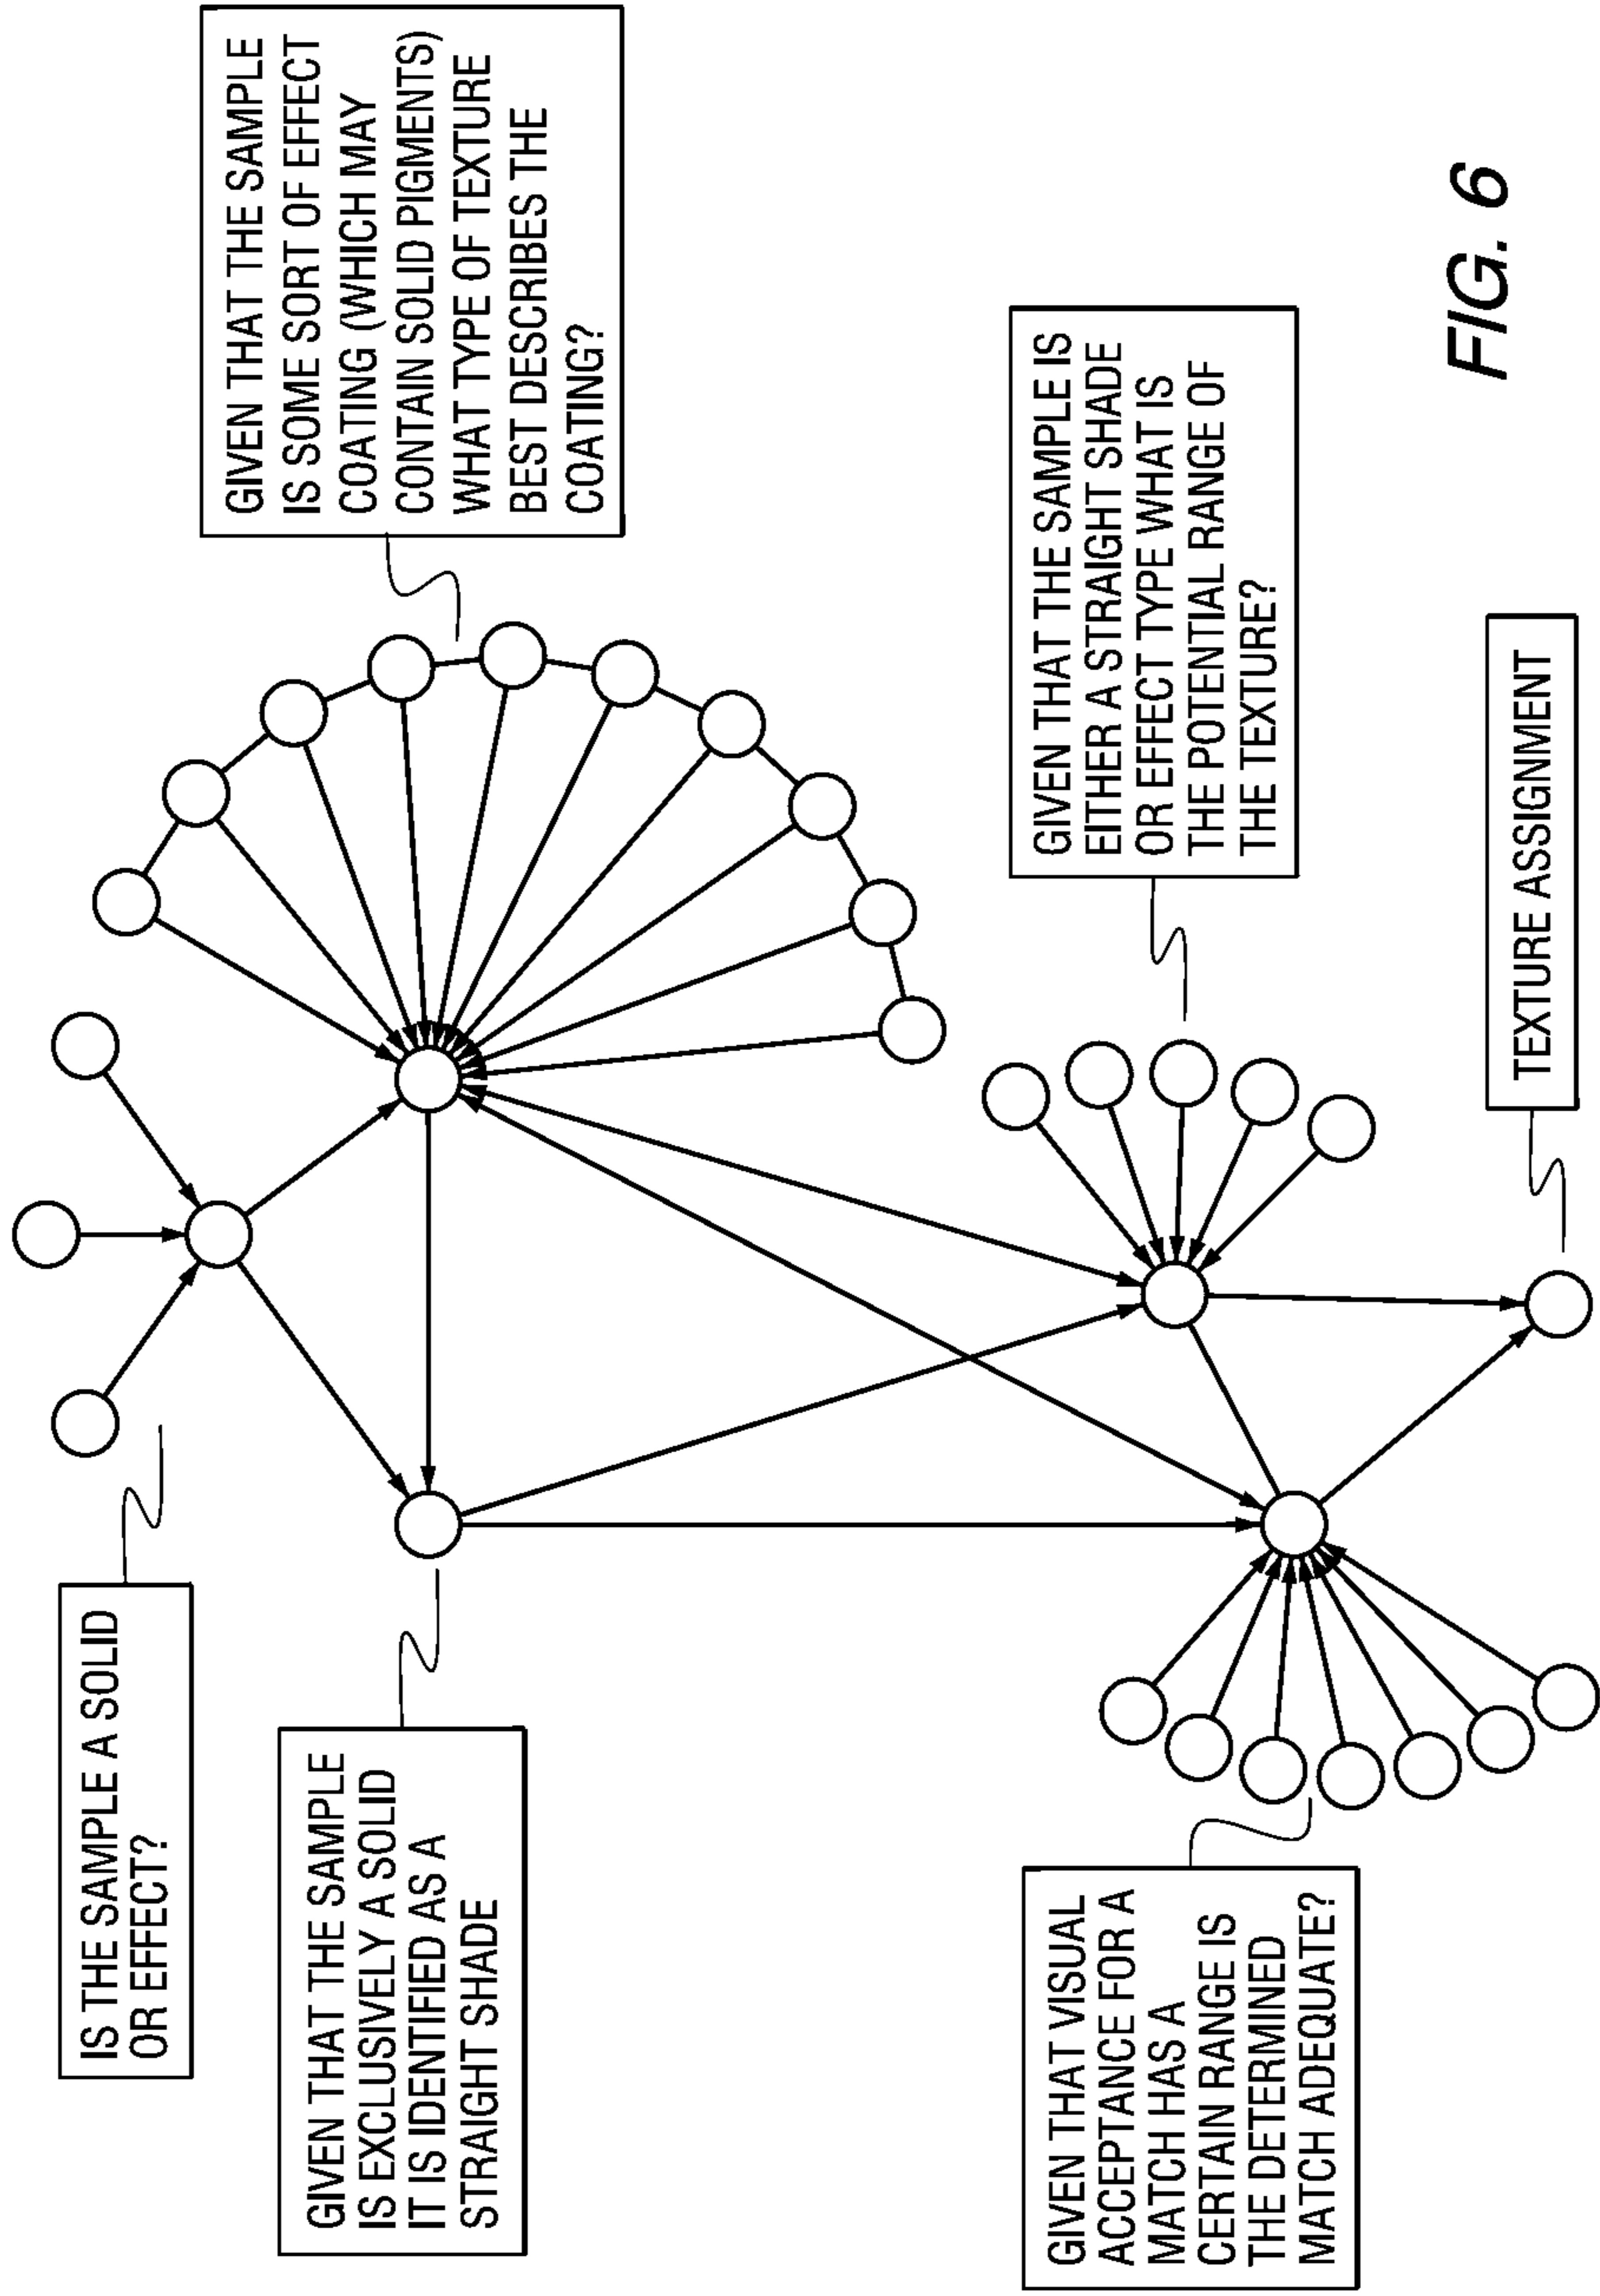 IS THE SAMPLE A SOLID
OR EFFECT?
GIVEN THAT THE SAMPLE
IS EXCLUSIVELY A SOLID
IT IS IDENTIFIED AS A
STRAIGHT SHADE
GIVEN THAT THE SAMPLE
IS SOME SORT OF EFFECT
COATING (WHICH MAY
CONTAIN SOLID PIGMENTS)
WHAT TYPE OF TEXTURE
BEST DESCRIBES THE
COATING?
GIVEN THAT VISUAL
ACCEPTANCE FOR A
MATCH HAS A
CERTAIN RANGE IS
THE DETERMINED
MATCH ADEQUATE?
GIVEN THAT THE SAMPLE IS
EITHER A STRAIGHT SHADE
OR EFFECT TYPE WHAT IS
THE POTENTIAL RANGE OF
THE TEXTURE?
TEXTURE ASSIGNMENT
FIG. 6